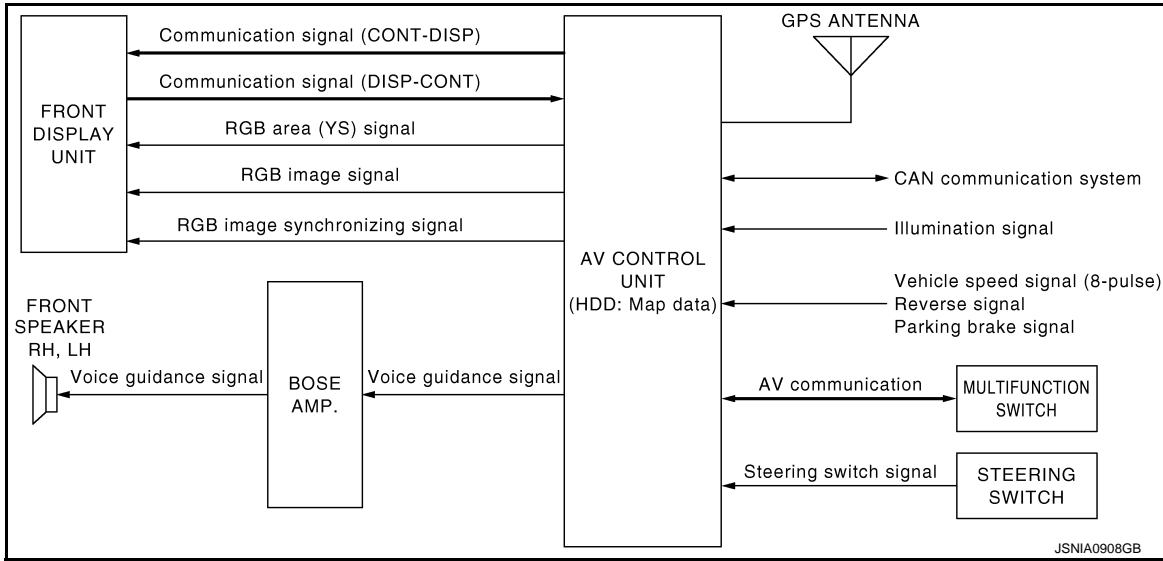 GPS ANTENNA
Communication signal (CONT-DISP)
Communication signal (DISP-CONT)
FRONT
DISPLAY
UNIT
RGB area (YS) signal
RGB image signal
RGB image synchronizing signal
CAN communication system
Illumination signal
AV CONTROL
UNIT
(HDD: Map data)
Vehicle speed signal (8-pulse)
Reverse signal
Parking brake signal
FRONT
SPEAKER
RH, LH
Voice guidance signal
BOSE
AMP.
Voice guidance signal
AV communication
MULTIFUNCTION
SWITCH
Steering switch signal
STEERING
SWITCH
JSNIA0908GB